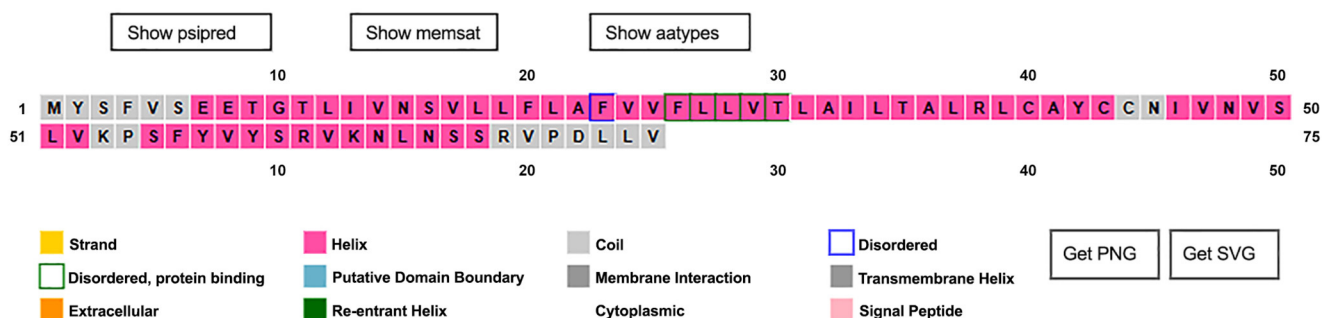 Show psipred Show memsat Show aatypes
10 20 30 40 50
1 M Y S F V S E E T G T L I V N S V L L F L A F V V F L L V T L A I L T A L R L C A Y C C N I V N V S 50
51 L V K P S F Y V Y S R V K N L N S S R V P D L L V 75
10 20 30 40 50
Strand Helix Coil Disordered Get PNG Get SVG
Disordered, protein binding Putative Domain Boundary Membrane Interaction Transmembrane Helix
Extracellular Re-entrant Helix Cytoplasmic Signal Peptide